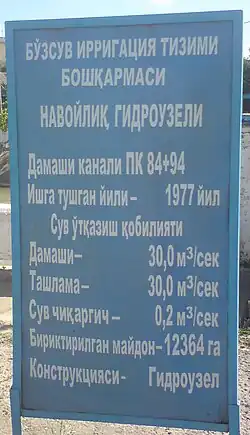 БЎЗСУВ ИРРИГАЦИЯ ТИЗИМИ
БОШҚАРМАСИ
НАВОЙЛИҚ ГИДРОУЗЕЛИ
Дамаши канали ПК 84+94
Ишга тушган йили– 1977 йил
Сув ўтқазиш қобилияти
Дамаши– 30,0 м³/сек
Ташлама– 30,0 м³/сек
Сув чиқаргич– 0,2 м³/сек
Бириктирилган майдон–12364 га
Конструкцияси- Гидроузел